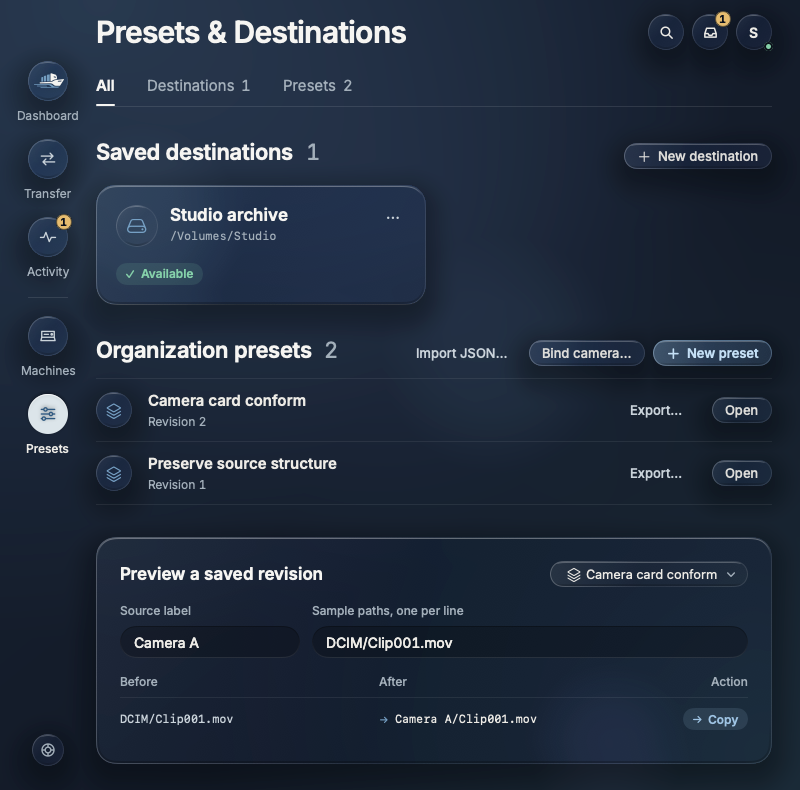 Presets & Destinations
1
S
All
Destinations 1
Presets 2
Dashboard
Transfer
1
Activity
Machines
Presets
Saved destinations 1
+ New destination
Studio archive
...
/Volumes/Studio
✓ Available
Organization presets 2
Import JSON...
Bind camera...
+ New preset
Camera card conform
Revision 2
Export...
Open
Preserve source structure
Revision 1
Export...
Open
Preview a saved revision
Camera card conform
Source label
Sample paths, one per line
Camera A
DCIM/Clip001.mov
Before
After
Action
DCIM/Clip001.mov
→ Camera A/Clip001.mov
→ Copy